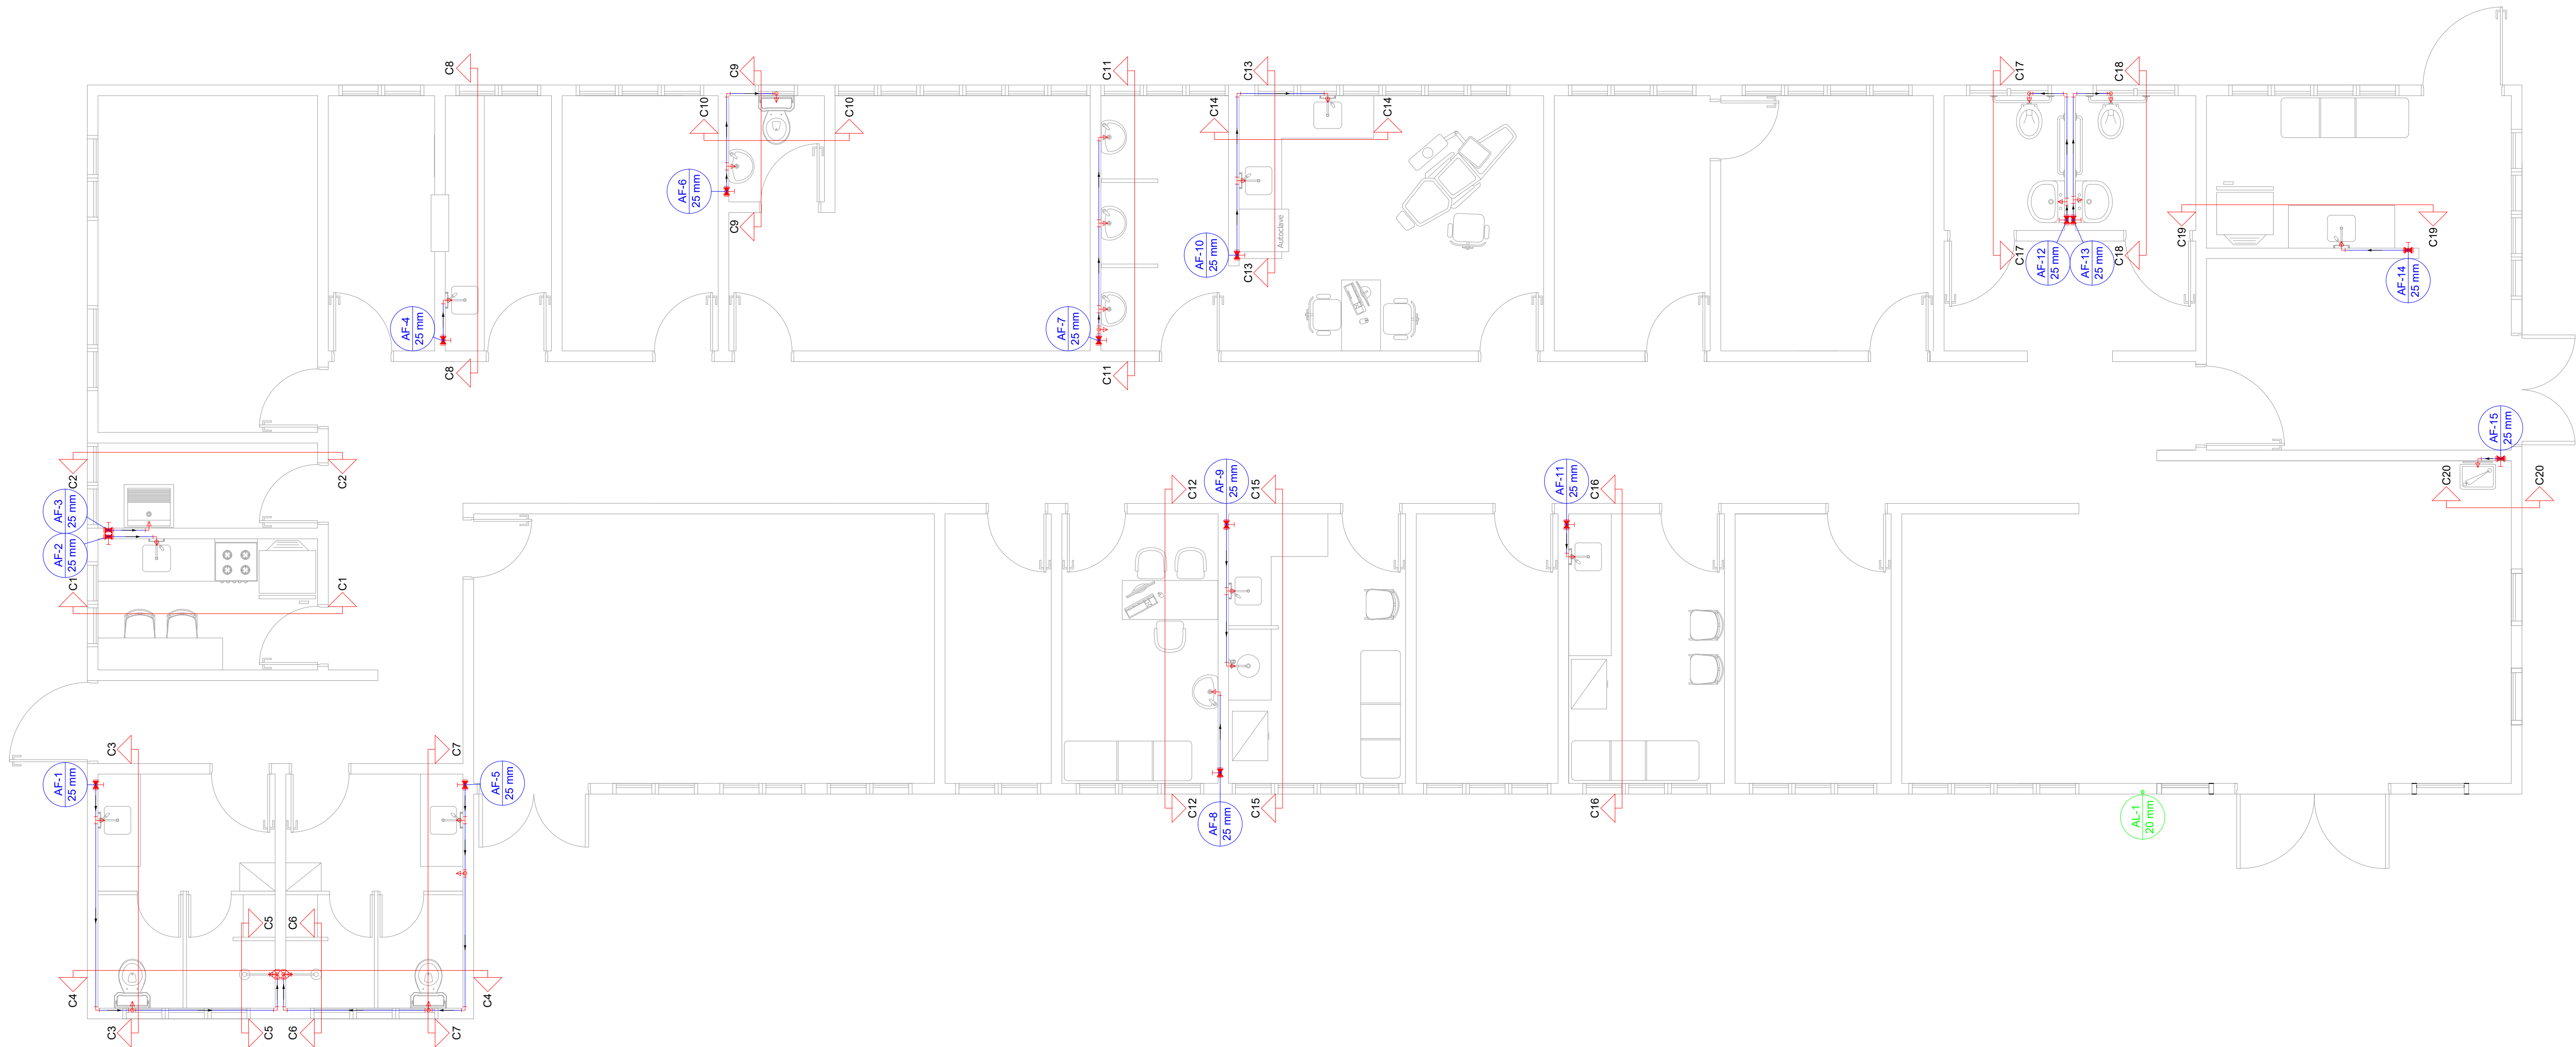 C8
C9
C10
C10
C11
C13
C14
C14
C17
C18
AF-6
25 mm
C9
AF-10
25 mm
Autoclave
C13
C19
C19
C17
AF-12
25 mm
AF-13
25 mm
C18
AF-14
25 mm
AF-4
25 mm
C8
AF-7
25 mm
C11
AF-15
25 mm
C2
C2
AF-3
25 mm
AF-2
25 mm
C1
C1
C12
AF-9
25 mm
C15
AF-11
25 mm
C16
C20
C20
C3
C7
AF-1
25 mm
AF-5
25 mm
C12
AF-8
25 mm
C15
C16
AL-1
20 mm
C5
C6
C4
C4
C3
C5
C6
C7